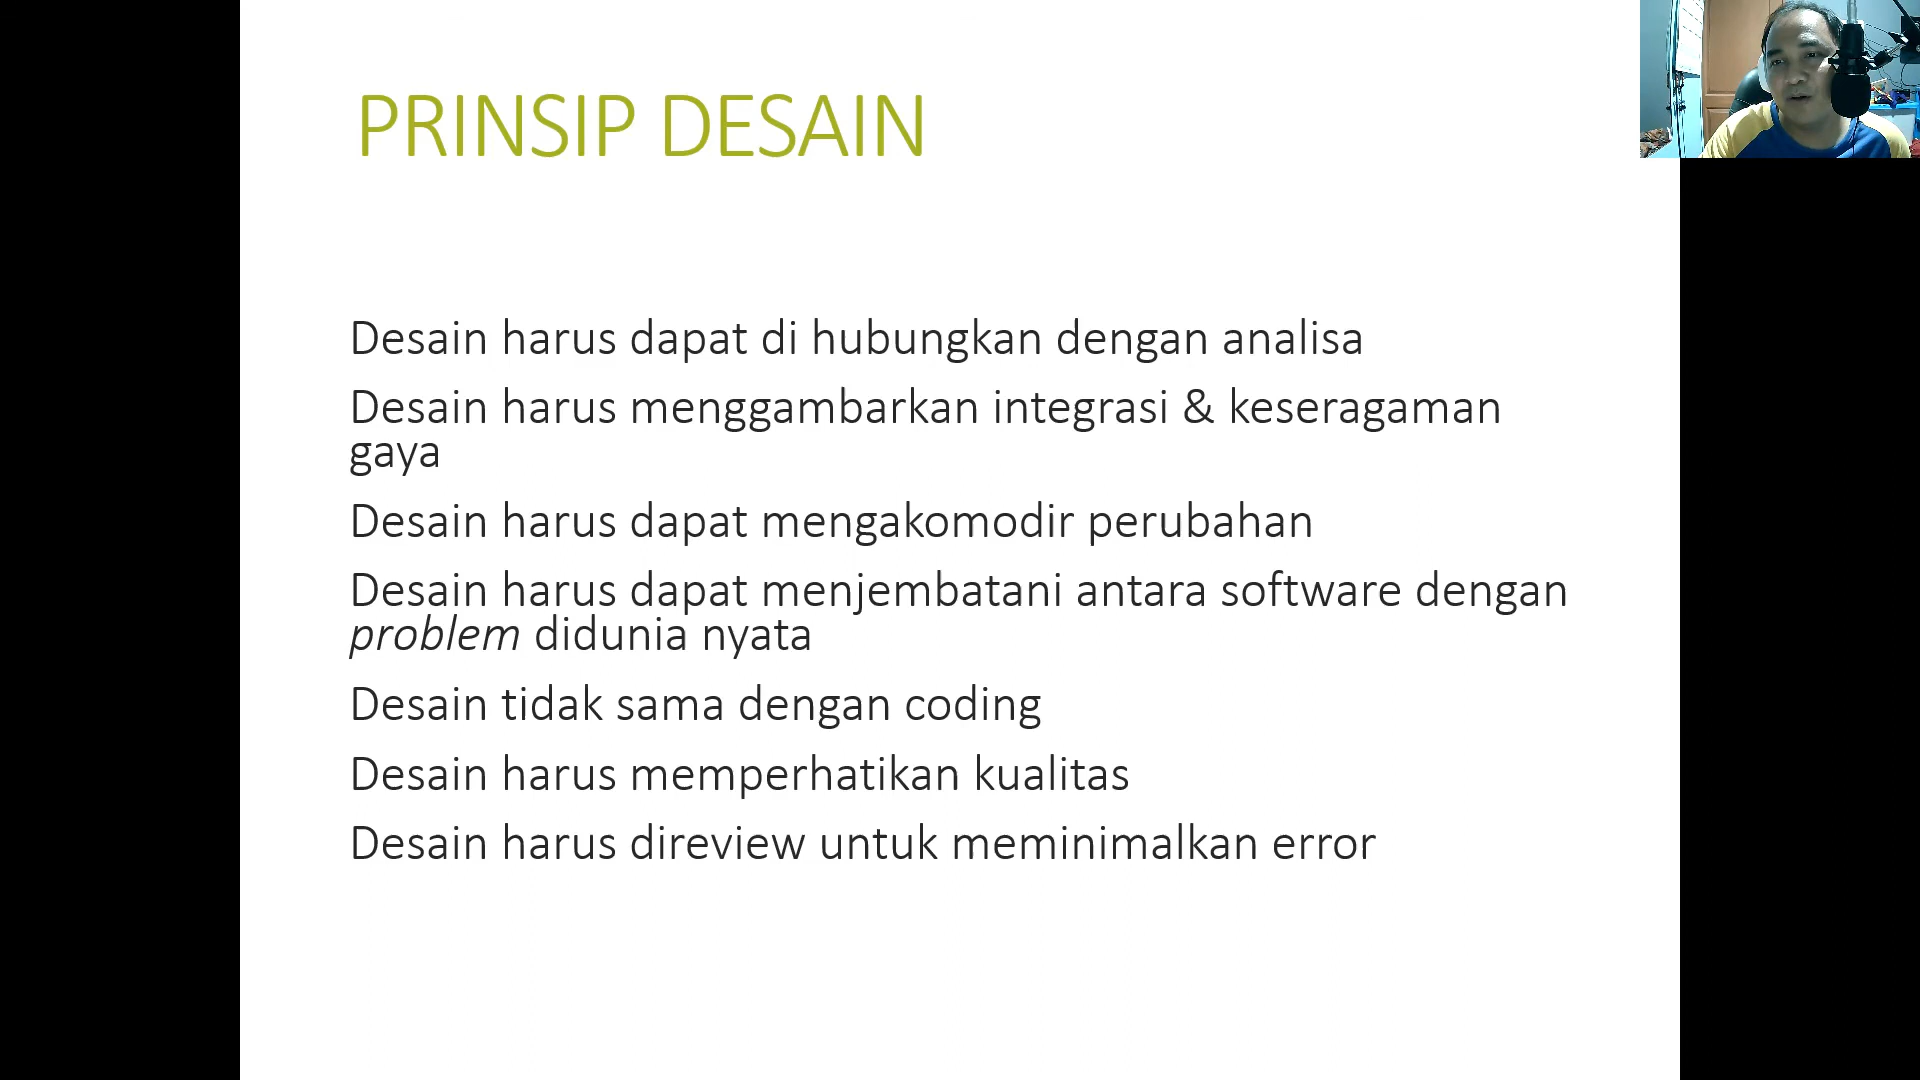 PRINSIP DESAIN
Desain harus dapat di hubungkan dengan analisa
Desain harus menggambarkan integrasi & keseragaman
gaya
Desain harus dapat mengakomodir perubahan
Desain harus dapat menjembatani antara software dengan
problem didunia nyata
Desain tidak sama dengan coding
Desain harus memperhatikan kualitas
Desain harus direview untuk meminimalkan error